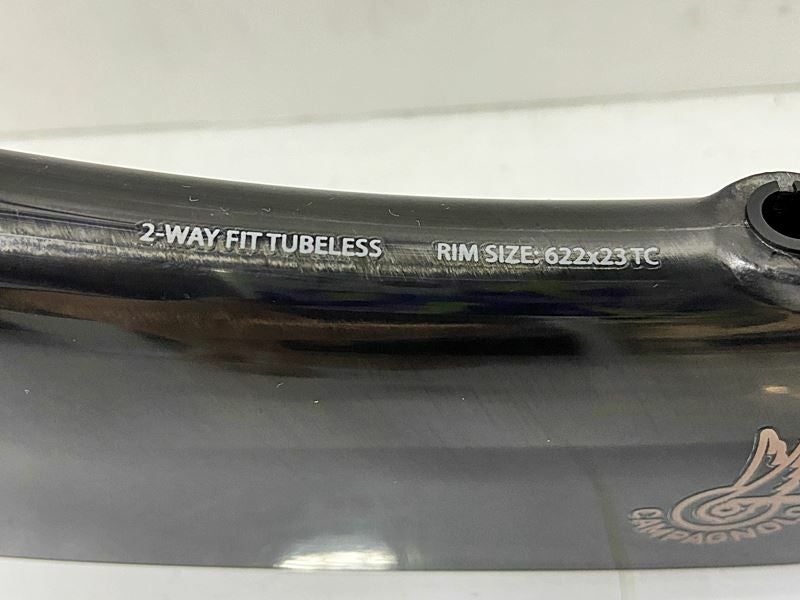 2-WAY FIT TUBELESS RIM SIZE: 622x23 TC
CAMPAGNOLO